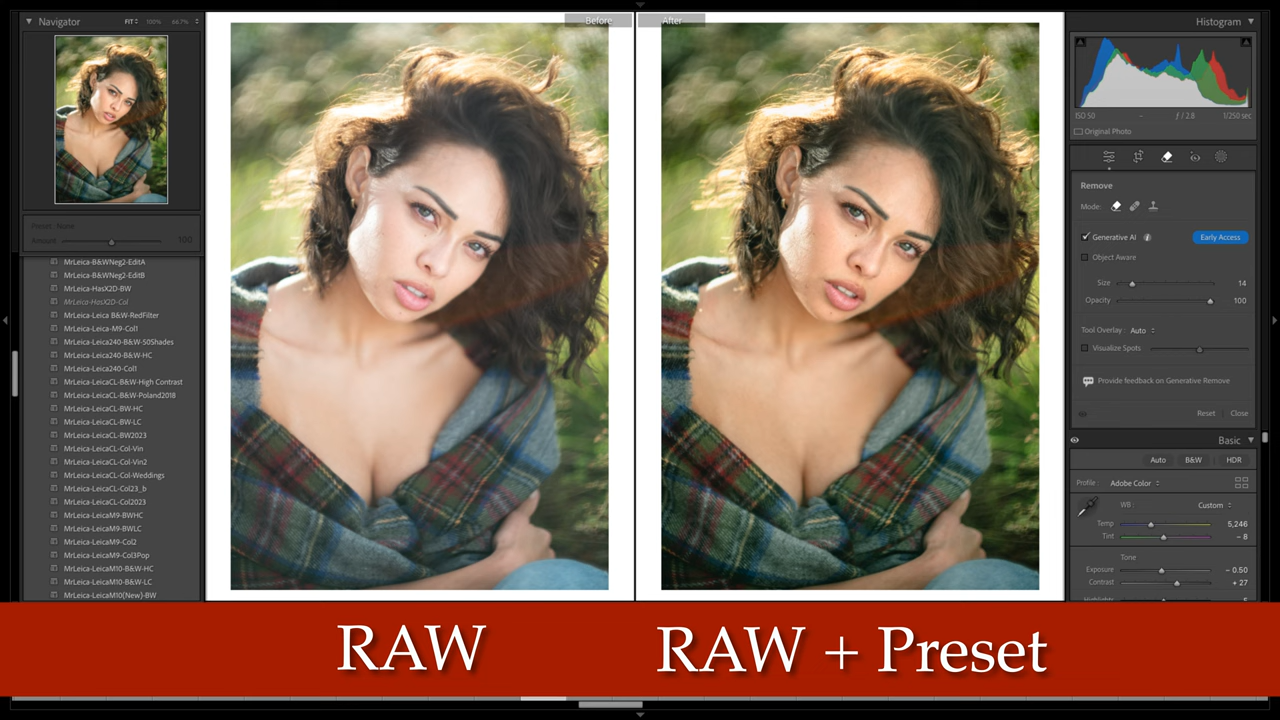 Navigator
FIT
100%
66.7%
Before
After
Histogram
ISO 50
–
ƒ / 2.8
1/250 sec
Original Photo
Remove
Mode:
Generative AI
Early Access
Object Aware
Size
14
Opacity
100
Tool Overlay : Auto
Visualize Spots
Provide feedback on Generative Remove
Reset
Close
Basic
Auto
B&W
HDR
Profile : Adobe Color
WB :
Custom
Temp
5,246
Tint
– 8
Tone
Exposure
– 0.50
Contrast
+ 27
Preset : None
Amount
100
MrLeica-B&WNeg2-EditA
MrLeica-B&WNeg2-EditB
MrLeica-HasX2D-BW
MrLeica-HasX2D-Col
MrLeica-Leica B&W-RedFilter
MrLeica-Leica-M9-Col1
MrLeica-Leica240-B&W-50Shades
MrLeica-Leica240-B&W-HC
MrLeica-Leica240-Col1
MrLeica-LeicaCL-B&W-High Contrast
MrLeica-LeicaCL-B&W-Poland2018
MrLeica-LeicaCL-BW-HC
MrLeica-LeicaCL-BW-LC
MrLeica-LeicaCL-BW2023
MrLeica-LeicaCL-Col-Vin
MrLeica-LeicaCL-Col-Vin2
MrLeica-LeicaCL-Col-Weddings
MrLeica-LeicaCL-Col23_b
MrLeica-LeicaCL-Col2023
MrLeica-LeicaM9-BWHC
MrLeica-LeicaM9-BWLC
MrLeica-LeicaM9-Col2
MrLeica-LeicaM9-Col3Pop
MrLeica-LeicaM10-B&W-HC
MrLeica-LeicaM10-B&W-LC
MrLeica-LeicaM10(New)-BW
RAW
RAW + Preset